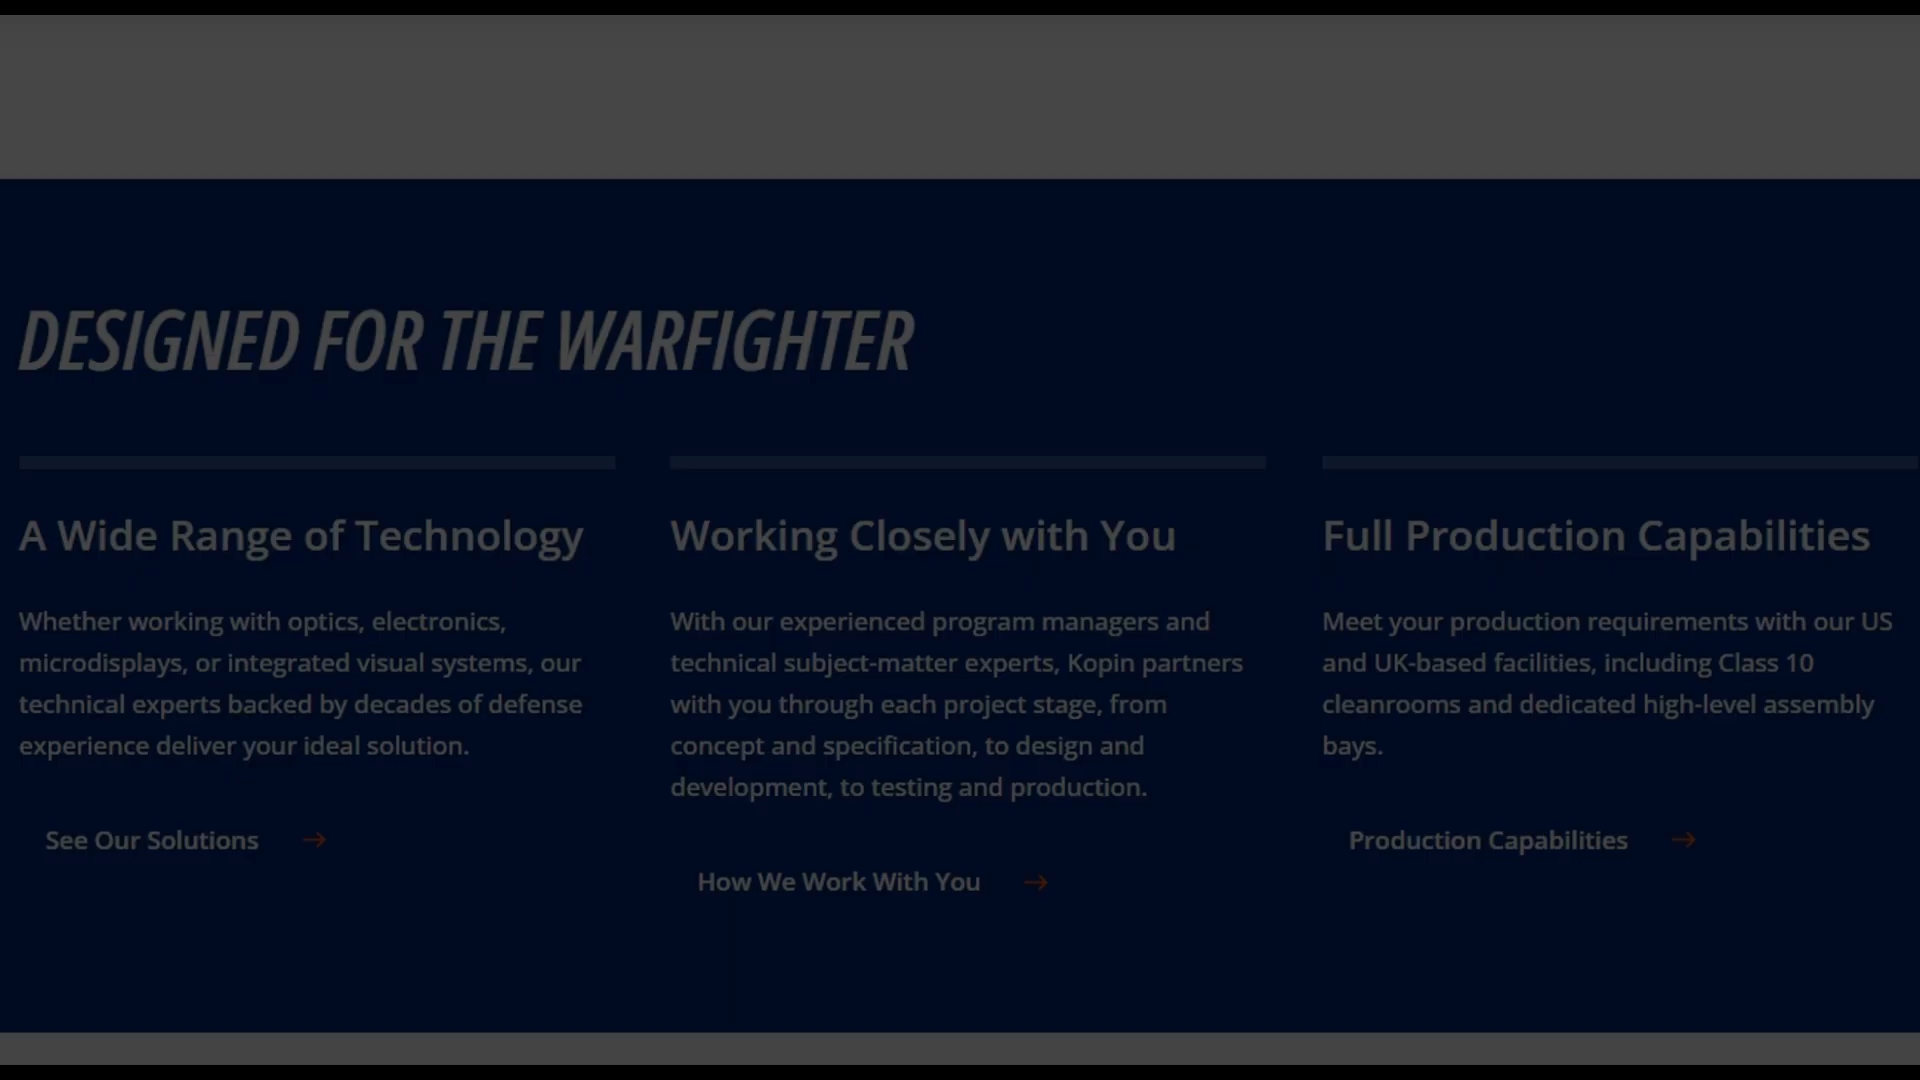 DESIGNED FOR THE WARFIGHTER
A Wide Range of Technology
Whether working with optics, electronics,
microdisplays, or integrated visual systems, our
technical experts backed by decades of defense
experience deliver your ideal solution.
See Our Solutions →
Working Closely with You
With our experienced program managers and
technical subject-matter experts, Kopin partners
with you through each project stage, from
concept and specification, to design and
development, to testing and production.
How We Work With You →
Full Production Capabilities
Meet your production requirements with our US
and UK-based facilities, including Class 10
cleanrooms and dedicated high-level assembly
bays.
Production Capabilities →